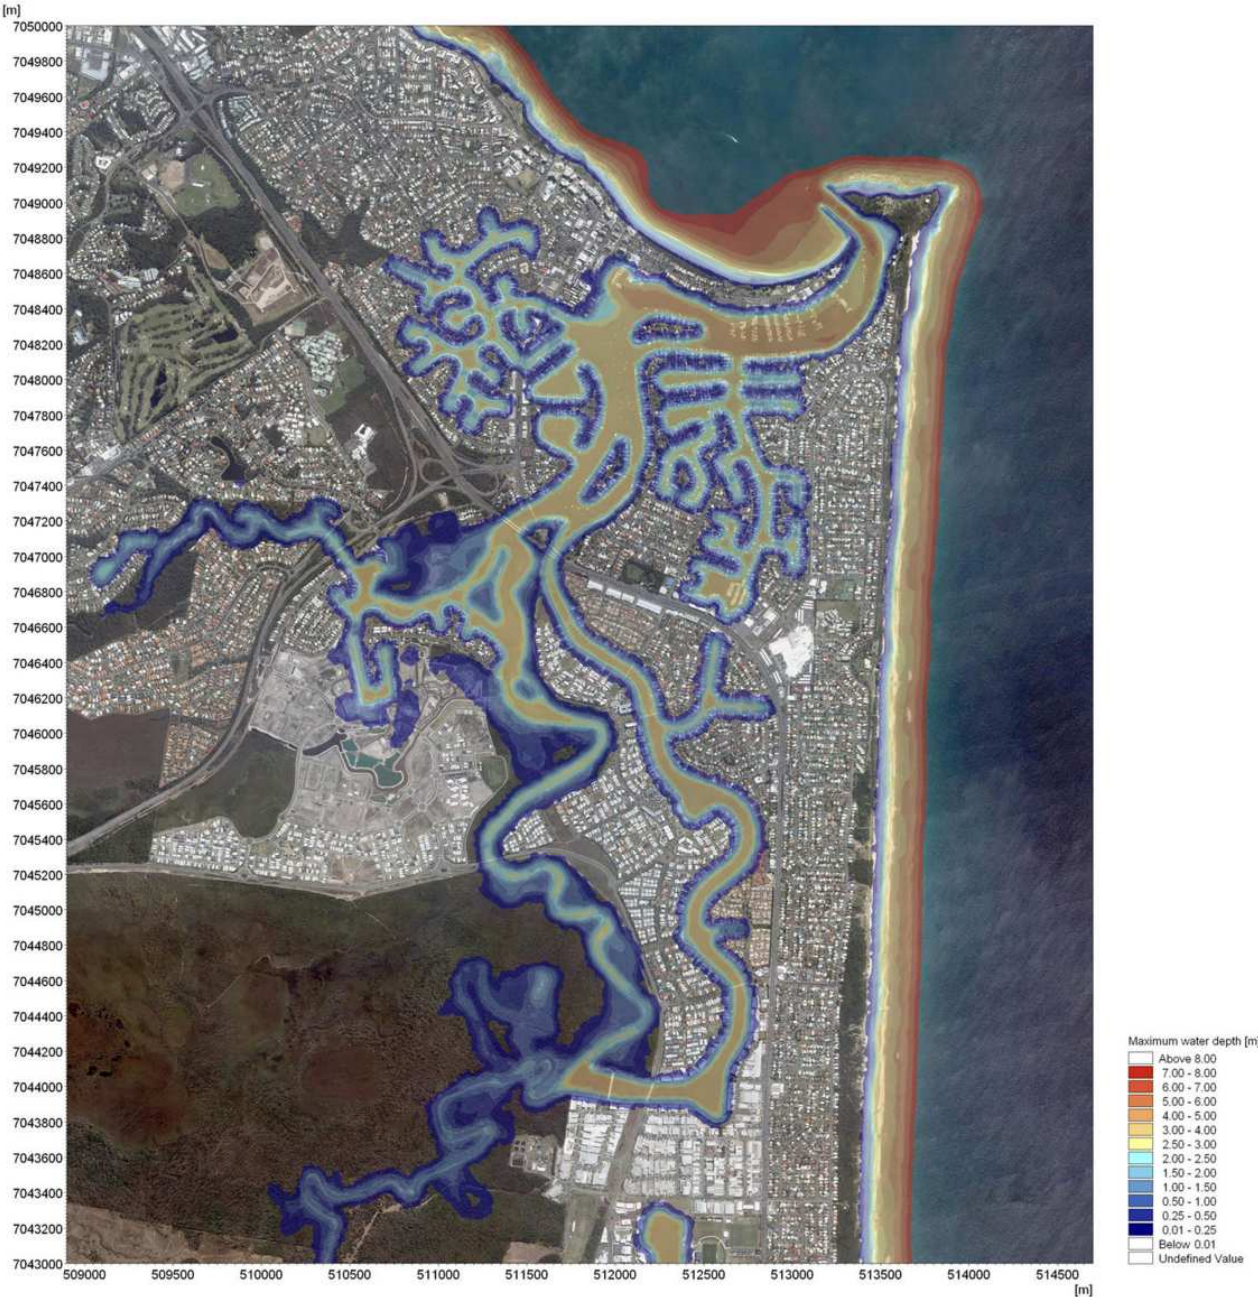 [m]
7050000
7049800
7049600
7049400
7049200
7049000
7048800
7048600
7048400
7048200
7048000
7047800
7047600
7047400
7047200
7047000
7046800
7046600
7046400
7046200
7046000
7045800
7045600
7045400
7045200
7045000
7044800
7044600
7044400
7044200
7044000
7043800
7043600
7043400
7043200
7043000
509000 509500 510000 510500 511000 511500 512000 512500 513000 513500 514000 514500
[m]
Maximum water depth [m
Above 8.00
7.00 - 8.00
6.00 - 7.00
5.00 - 6.00
4.00 - 5.00
3.00 - 4.00
2.50 - 3.00
2.00 - 2.50
1.50 - 2.00
1.00 - 1.50
0.50 - 1.00
0.25 - 0.50
0.01 - 0.25
Below 0.01
Undefined Value